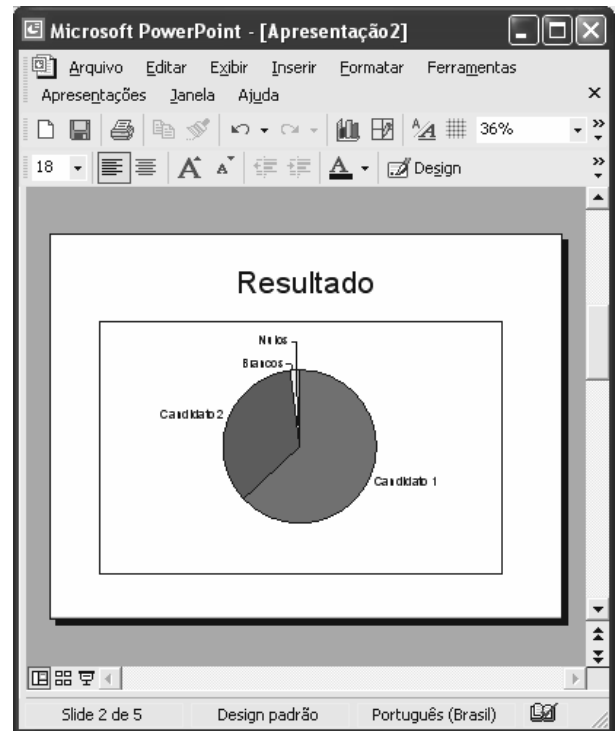 Microsoft PowerPoint - [Apresentação2]
Arquivo Editar Exibir Inserir Formatar Ferramentas
Apresentações Janela Ajuda
36%
18 A A A Design
Resultado
Nulos
Brancos
Candidato 2
Candidato 1
Slide 2 de 5 Design padrão Português (Brasil)